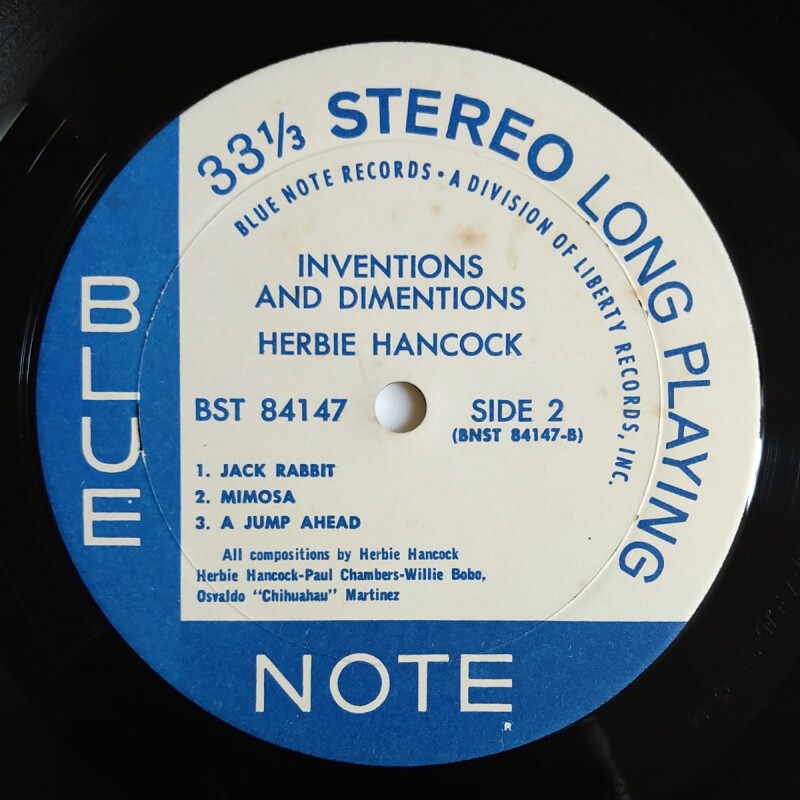 33⅓ STEREO LONG PLAYING
BLUE NOTE RECORDS • A DIVISION OF LIBERTY RECORDS, INC.
INVENTIONS
AND DIMENTIONS
HERBIE HANCOCK
BST 84147
SIDE 2
(BNST 84147-B)
1. JACK RABBIT
2. MIMOSA
3. A JUMP AHEAD
All compositions by Herbie Hancock
Herbie Hancock-Paul Chambers-Willie Bobo,
Osvaldo "Chihuahau" Martinez
BLUE
NOTE
R